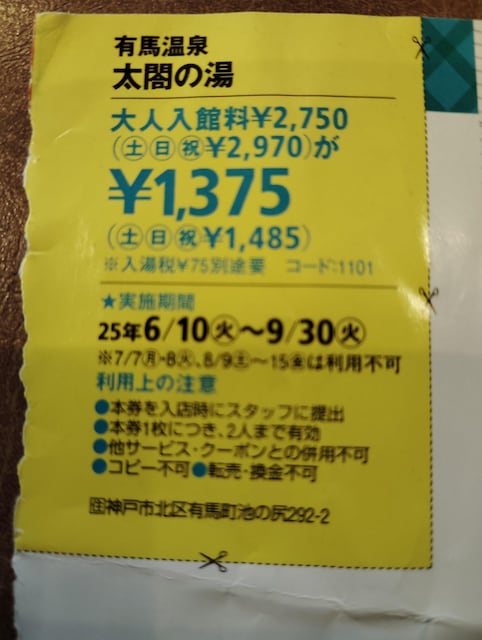 有馬温泉
太閤の湯
大人入館料¥2,750
(㊏㊐㊗¥2,970)が
¥1,375
(㊏㊐㊗¥1,485)
※入湯税¥75別途要 コード:1101
★実施期間
25年6/10㊋〜9/30㊋
※7/7㊊・8㊋、8/9㊏〜15㊎は利用不可
利用上の注意
●本券を入店時にスタッフに提出
●本券1枚につき、2人まで有効
●他サービス・クーポンとの併用不可
●コピー不可●転売・換金不可
㊟神戸市北区有馬町池の尻292-2